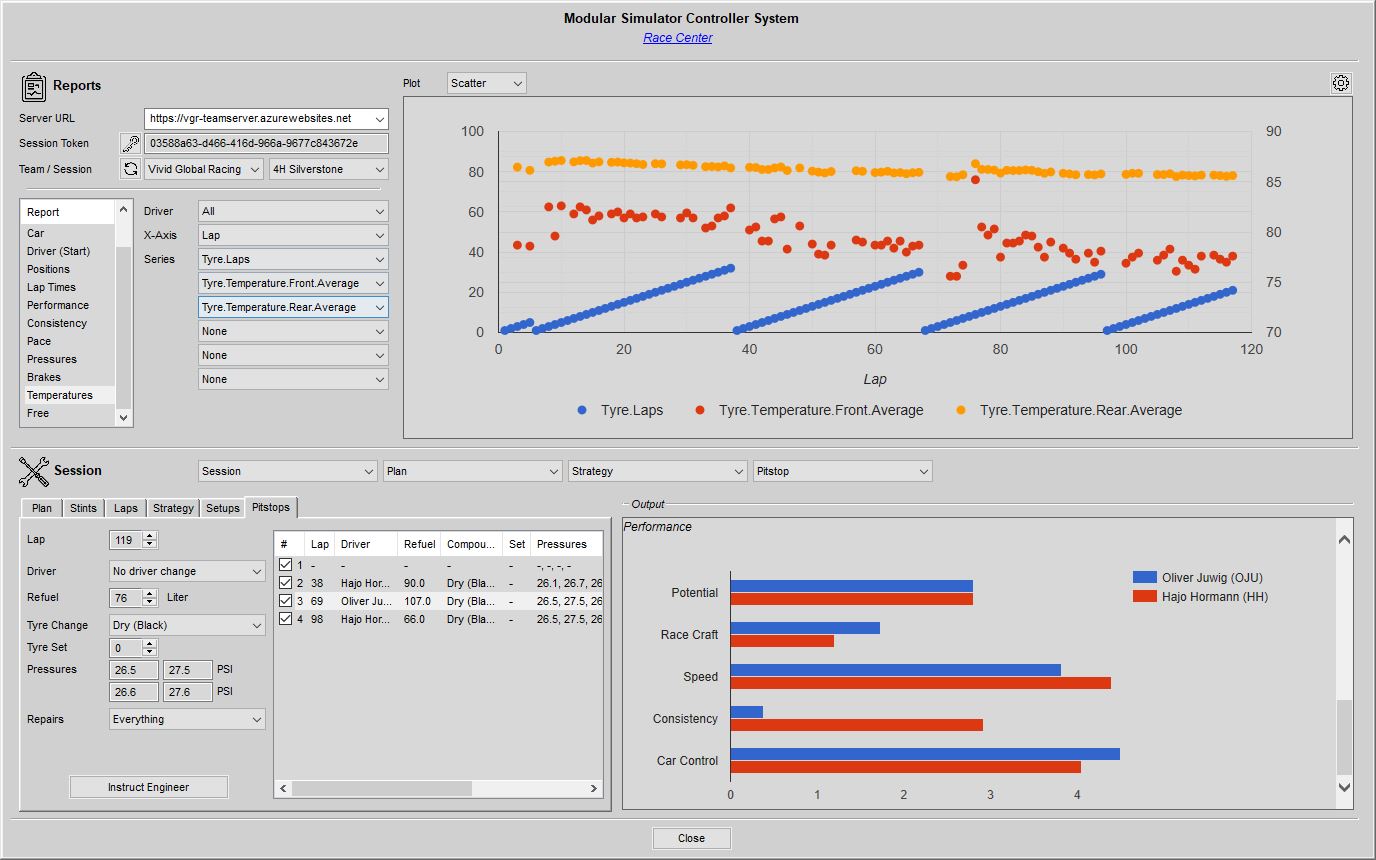 Modular Simulator Controller System
Race Center
Reports
Server URL https://vgr-teamserver.azurewebsites.net
Session Token 03588a63-d466-416d-966a-9677c843672e
Team / Session Vivid Global Racing 4H Silverstone
Report
Car
Driver (Start)
Positions
Lap Times
Performance
Consistency
Pace
Pressures
Brakes
Temperatures
Free
Driver All
X-Axis Lap
Series Tyre.Laps
Tyre.Temperature.Front.Average
Tyre.Temperature.Rear.Average
None
None
None
Plot Scatter
100 90
80 85
60 80
40
20 75
0 70
0 20 40 60 80 100 120
Lap
Tyre.Laps Tyre.Temperature.Front.Average Tyre.Temperature.Rear.Average
Session Session Plan Strategy Pitstop
Plan Stints Laps Strategy Setups Pitstops
Lap 119
Driver No driver change
Refuel 76 Liter
Tyre Change Dry (Black)
Tyre Set 0
Pressures 26.5 27.5 PSI
26.6 27.6 PSI
Repairs Everything
Instruct Engineer
# Lap Driver Refuel Compou... Set Pressures
1 - - - - - -, -, -, -
2 38 Hajo Hor... 90.0 Dry (Bla... - 26.1, 26.7, 26
3 69 Oliver Ju... 107.0 Dry (Bla... - 26.5, 27.5, 26
4 98 Hajo Hor... 66.0 Dry (Bla... - 26.5, 27.5, 26
Output
Performance
Potential
Race Craft
Speed
Consistency
Car Control
0 1 2 3 4
Oliver Juwig (OJU)
Hajo Hormann (HH)
Close